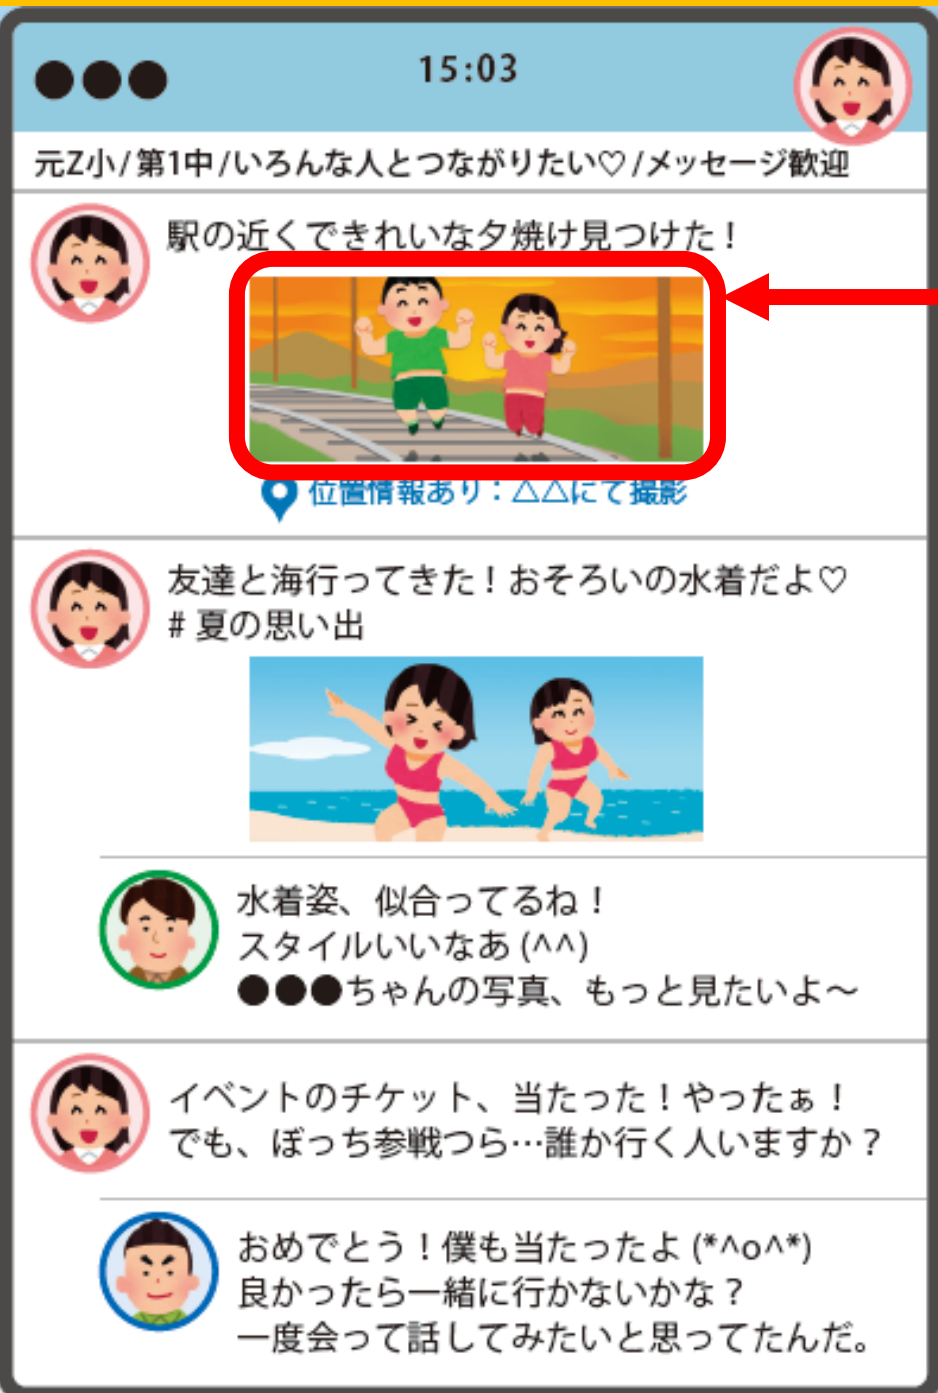 ●●●
15:03
元Z小/第1中/いろんな人とつながりたい♡/メッセージ歓迎
駅の近くできれいな夕焼け見つけた!
位置情報あり:△△にて撮影
友達と海行ってきた!おそろいの水着だよ♡
#夏の思い出
水着姿、似合ってるね!
スタイルいいなあ(^^)
●●●ちゃんの写真、もっと見たいよ〜
イベントのチケット、当たった!やったぁ!
でも、ぼっち参戦つら…誰か行く人いますか?
おめでとう!僕も当たったよ(*^o^*)
良かったら一緒に行かないかな?
一度会って話してみたいと思ってたんだ。